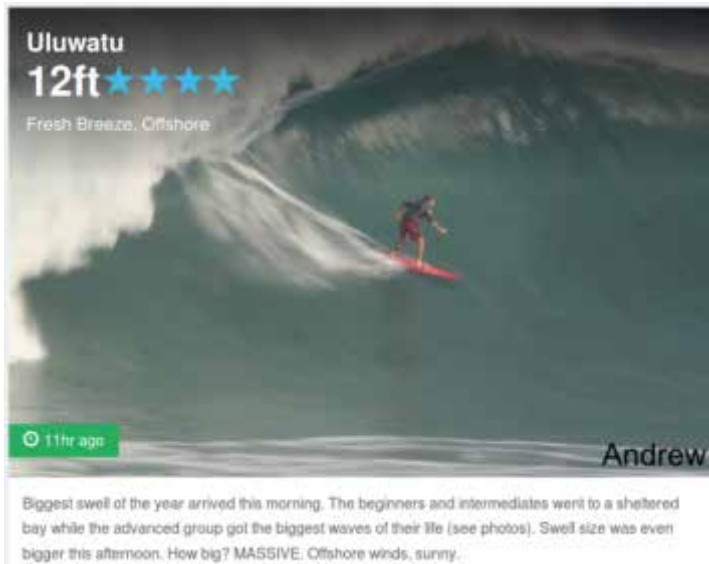 Uluwatu
12ft★★★★
Fresh Breeze, Offshore
11hr ago
Andrew
Biggest swell of the year arrived this morning. The beginners and intermediates went to a sheltered
bay while the advanced group got the biggest waves of their life (see photos). Swell size was even
bigger this afternoon. How big? MASSIVE. Offshore winds, sunny.